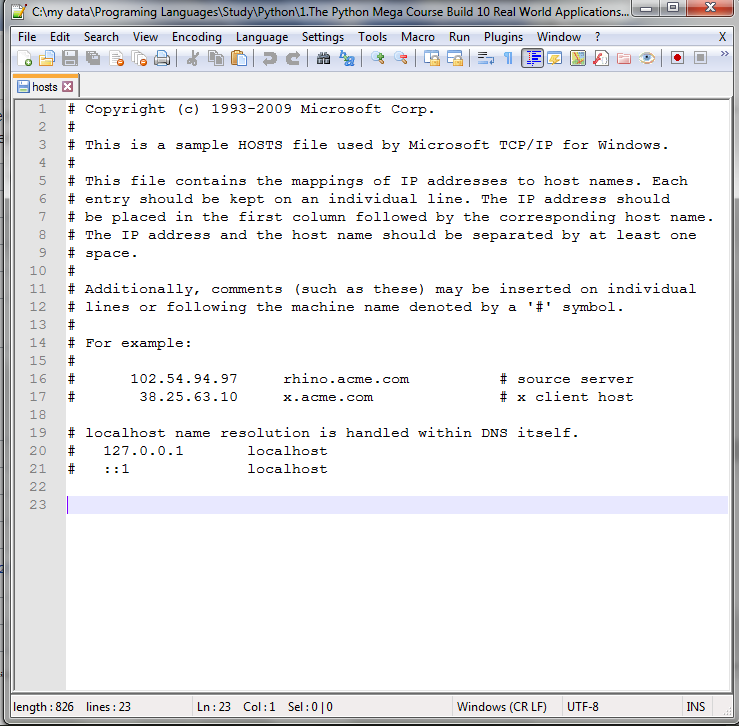 C:\my data\Programing Languages\Study\Python\1.The Python Mega Course Build 10 Real World Applications...
File Edit Search View Encoding Language Settings Tools Macro Run Plugins Window ? X
hosts
1 # Copyright (c) 1993-2009 Microsoft Corp.
2 #
3 # This is a sample HOSTS file used by Microsoft TCP/IP for Windows.
4 #
5 # This file contains the mappings of IP addresses to host names. Each
6 # entry should be kept on an individual line. The IP address should
7 # be placed in the first column followed by the corresponding host name.
8 # The IP address and the host name should be separated by at least one
9 # space.
10 #
11 # Additionally, comments (such as these) may be inserted on individual
12 # lines or following the machine name denoted by a '#' symbol.
13 #
14 # For example:
15 #
16 #      102.54.94.97     rhino.acme.com          # source server
17 #       38.25.63.10     x.acme.com              # x client host
18
19 # localhost name resolution is handled within DNS itself.
20 #   127.0.0.1       localhost
21 #   ::1             localhost
22
23
length : 826 lines : 23 Ln : 23 Col : 1 Sel : 0 | 0 Windows (CR LF) UTF-8 INS